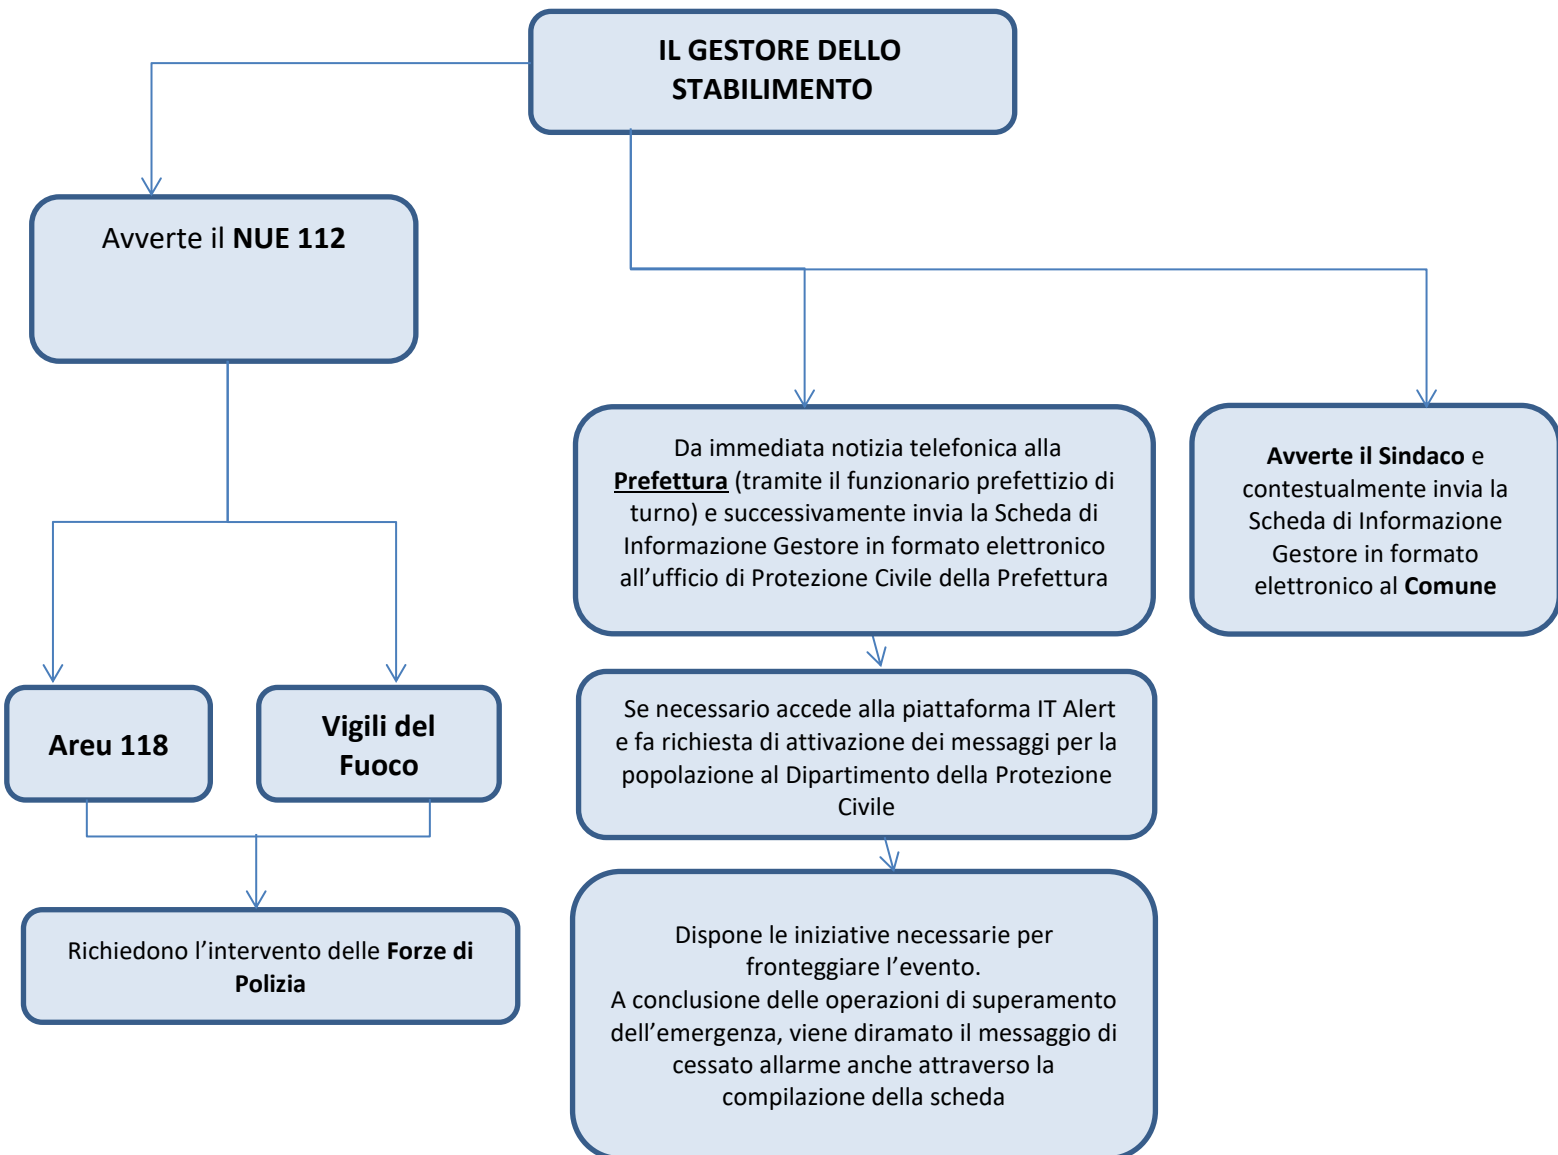 IL GESTORE DELLO
STABILIMENTO
Avverte il NUE 112
Da immediata notizia telefonica alla
Prefettura (tramite il funzionario prefettizio di
turno) e successivamente invia la Scheda di
Informazione Gestore in formato elettronico
all’ufficio di Protezione Civile della Prefettura
Avverte il Sindaco e
contestualmente invia la
Scheda di Informazione
Gestore in formato
elettronico al Comune
Areu 118
Vigili del
Fuoco
Se necessario accede alla piattaforma IT Alert
e fa richiesta di attivazione dei messaggi per la
popolazione al Dipartimento della Protezione
Civile
Richiedono l’intervento delle Forze di
Polizia
Dispone le iniziative necessarie per
fronteggiare l’evento.
A conclusione delle operazioni di superamento
dell’emergenza, viene diramato il messaggio di
cessato allarme anche attraverso la
compilazione della scheda